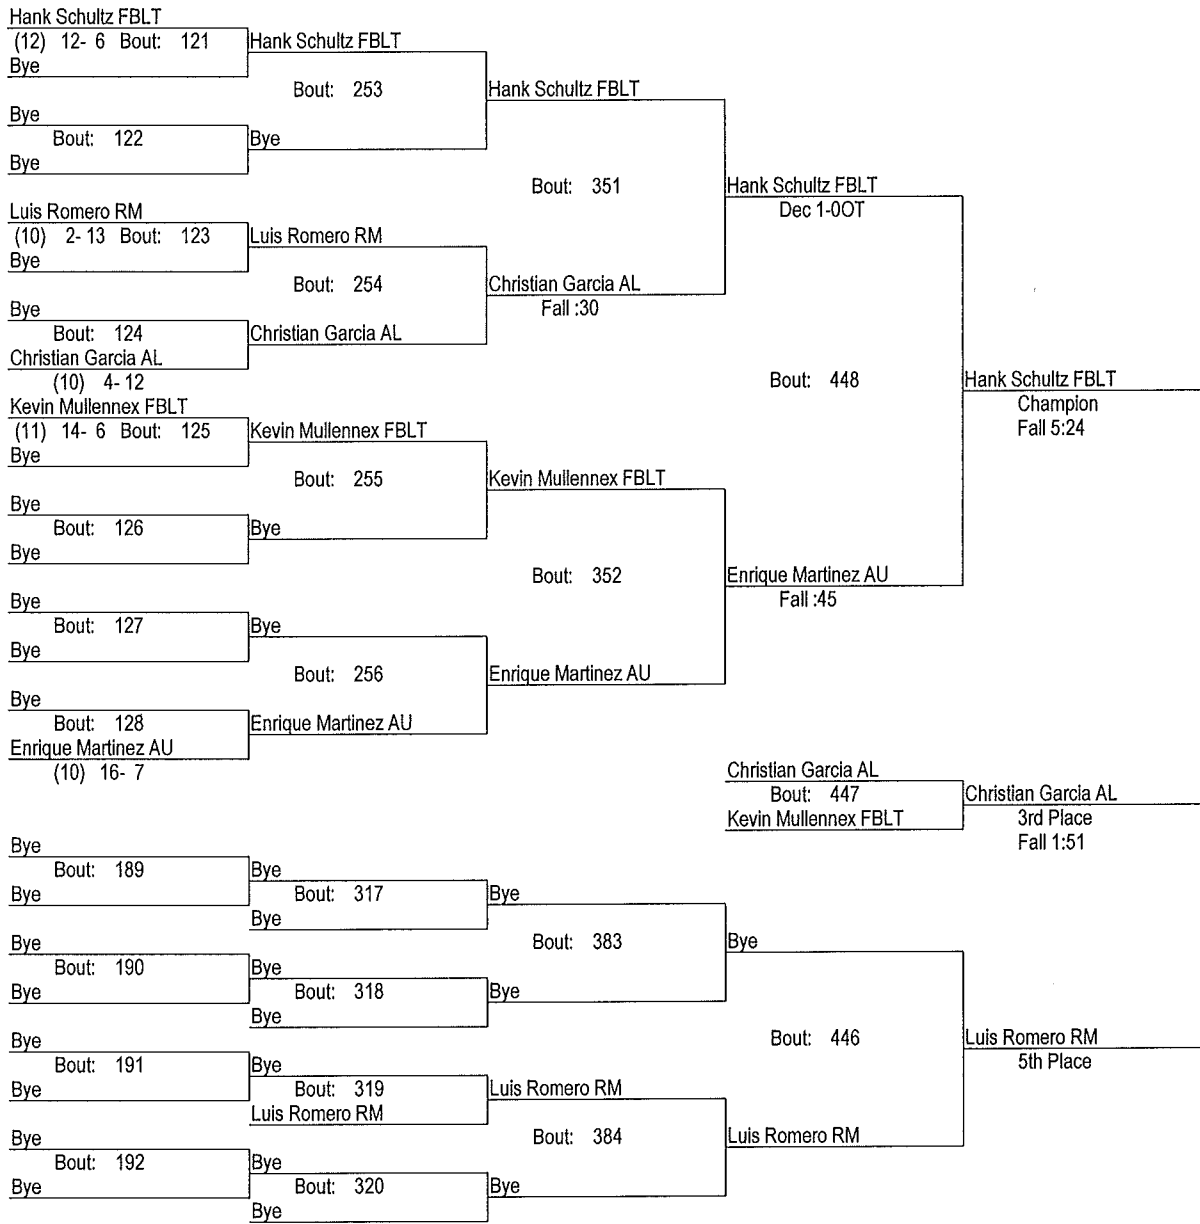 Hank Schultz FBLT
(12) 12- 6 Bout: 121
Bye
Bye
Bout: 122
Bye
Hank Schultz FBLT
Bout: 253
Bye
Hank Schultz FBLT
Luis Romero RM
(10) 2- 13 Bout: 123
Bye
Bye
Bout: 124
Christian Garcia AL
(10) 4- 12
Luis Romero RM
Bout: 254
Christian Garcia AL
Christian Garcia AL
Fall :30
Bout: 351
Hank Schultz FBLT
Dec 1-0OT
Kevin Mullennex FBLT
(11) 14- 6 Bout: 125
Bye
Bye
Bout: 126
Bye
Kevin Mullennex FBLT
Bout: 255
Bye
Kevin Mullennex FBLT
Bye
Bout: 127
Bye
Bye
Bout: 128
Enrique Martinez AU
(10) 16- 7
Bye
Bout: 256
Enrique Martinez AU
Enrique Martinez AU
Bout: 352
Enrique Martinez AU
Fall :45
Bout: 448
Hank Schultz FBLT
Champion
Fall 5:24
Christian Garcia AL
Bout: 447
Kevin Mullennex FBLT
Christian Garcia AL
3rd Place
Fall 1:51
Bye
Bout: 189
Bye
Bye
Bout: 317
Bye
Bye
Bye
Bout: 190
Bye
Bye
Bout: 318
Bye
Bye
Bout: 383
Bye
Bye
Bout: 191
Bye
Bye
Bout: 319
Luis Romero RM
Luis Romero RM
Bye
Bout: 192
Bye
Bye
Bout: 320
Bye
Bye
Bout: 384
Luis Romero RM
Bout: 446
Luis Romero RM
5th Place